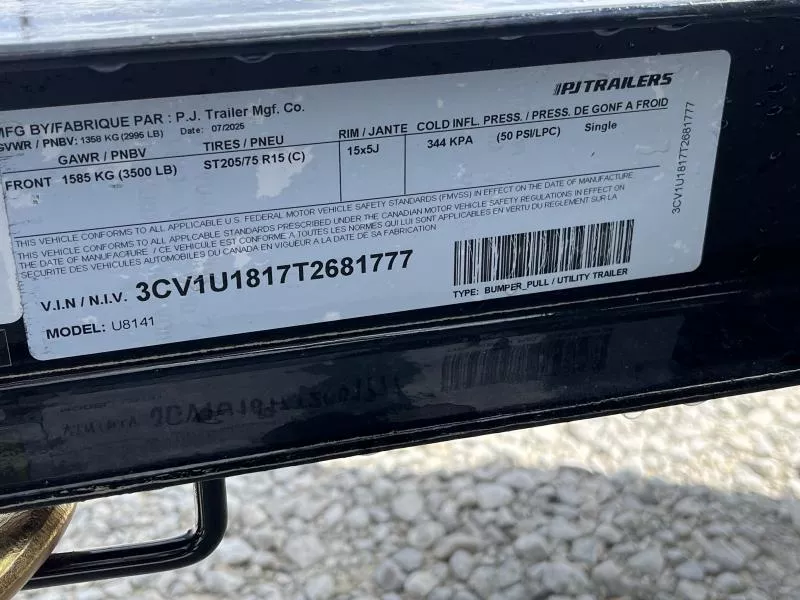 PJ TRAILERS
MFG BY/FABRIQUE PAR : P.J. Trailer Mfg. Co.
GVWR / PNBV: 1358 KG (2995 LB) Date: 07/2025
GAWR / PNBV TIRES / PNEU RIM / JANTE COLD INFL. PRESS. / PRESS. DE GONF A FROID
FRONT 1585 KG (3500 LB) ST205/75 R15 (C) 15x5J 344 KPA (50 PSI/LPC) Single
THIS VEHICLE CONFORMS TO ALL APPLICABLE U.S. FEDERAL MOTOR VEHICLE SAFETY STANDARDS (FMVSS) IN EFFECT ON THE DATE OF MANUFACTURE
THIS VEHICLE CONFORMS TO ALL APPLICABLE STANDARDS PRESCRIBED UNDER THE CANADIAN MOTOR VEHICLE SAFETY REGULATIONS IN EFFECT ON
THE DATE OF MANUFACTURE / CE VEHICULE EST CONFORME A TOUTES LES NORMES QUI LUI SONT APPLICABLES EN VERTU DU REGLEMENT SUR LA
SECURITE DES VEHICULES AUTOMOBILES DU CANADA EN VIGUEUR A LA DATE DE SA FABRICATION
V.I.N / N.I.V. 3CV1U1817T2681777
TYPE: BUMPER_PULL / UTILITY TRAILER
MODEL: U8141
3CV1U1817T2681777